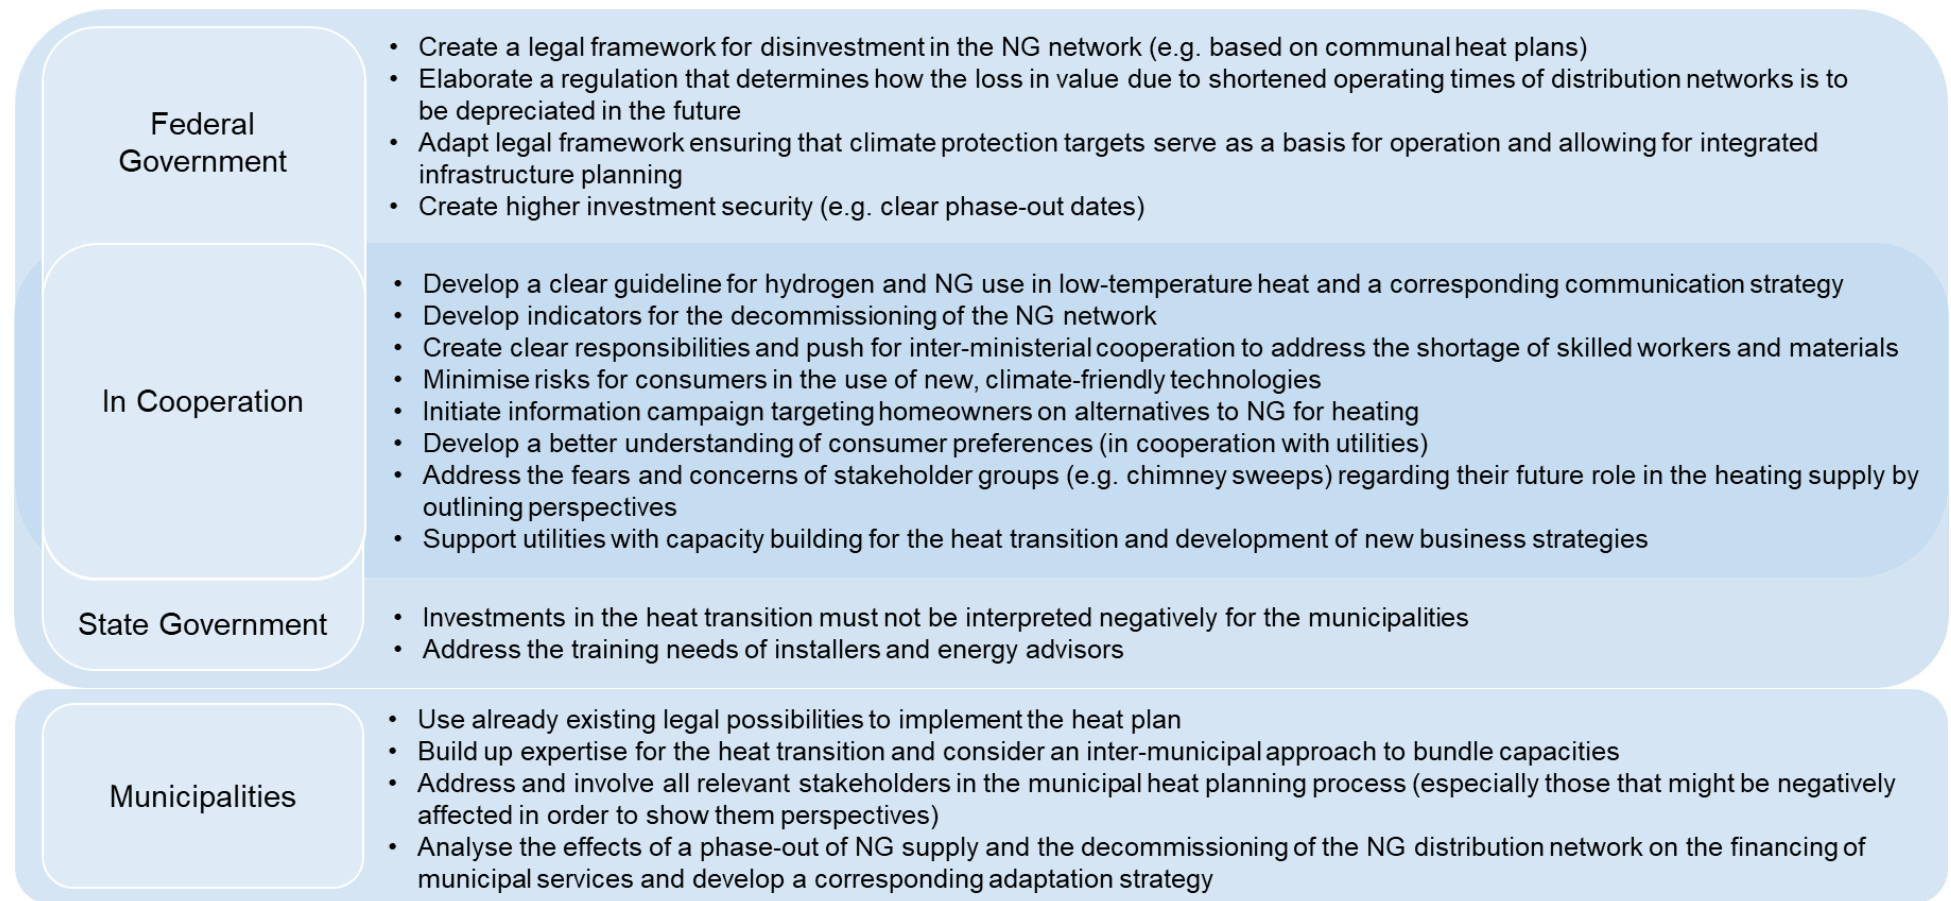 Federal
Government
• Create a legal framework for disinvestment in the NG network (e.g. based on communal heat plans)
• Elaborate a regulation that determines how the loss in value due to shortened operating times of distribution networks is to
be depreciated in the future
• Adapt legal framework ensuring that climate protection targets serve as a basis for operation and allowing for integrated
infrastructure planning
• Create higher investment security (e.g. clear phase-out dates)
In Cooperation
• Develop a clear guideline for hydrogen and NG use in low-temperature heat and a corresponding communication strategy
• Develop indicators for the decommissioning of the NG network
• Create clear responsibilities and push for inter-ministerial cooperation to address the shortage of skilled workers and materials
• Minimise risks for consumers in the use of new, climate-friendly technologies
• Initiate information campaign targeting homeowners on alternatives to NG for heating
• Develop a better understanding of consumer preferences (in cooperation with utilities)
• Address the fears and concerns of stakeholder groups (e.g. chimney sweeps) regarding their future role in the heating supply by
outlining perspectives
• Support utilities with capacity building for the heat transition and development of new business strategies
State Government
• Investments in the heat transition must not be interpreted negatively for the municipalities
• Address the training needs of installers and energy advisors
Municipalities
• Use already existing legal possibilities to implement the heat plan
• Build up expertise for the heat transition and consider an inter-municipal approach to bundle capacities
• Address and involve all relevant stakeholders in the municipal heat planning process (especially those that might be negatively
affected in order to show them perspectives)
• Analyse the effects of a phase-out of NG supply and the decommissioning of the NG distribution network on the financing of
municipal services and develop a corresponding adaptation strategy